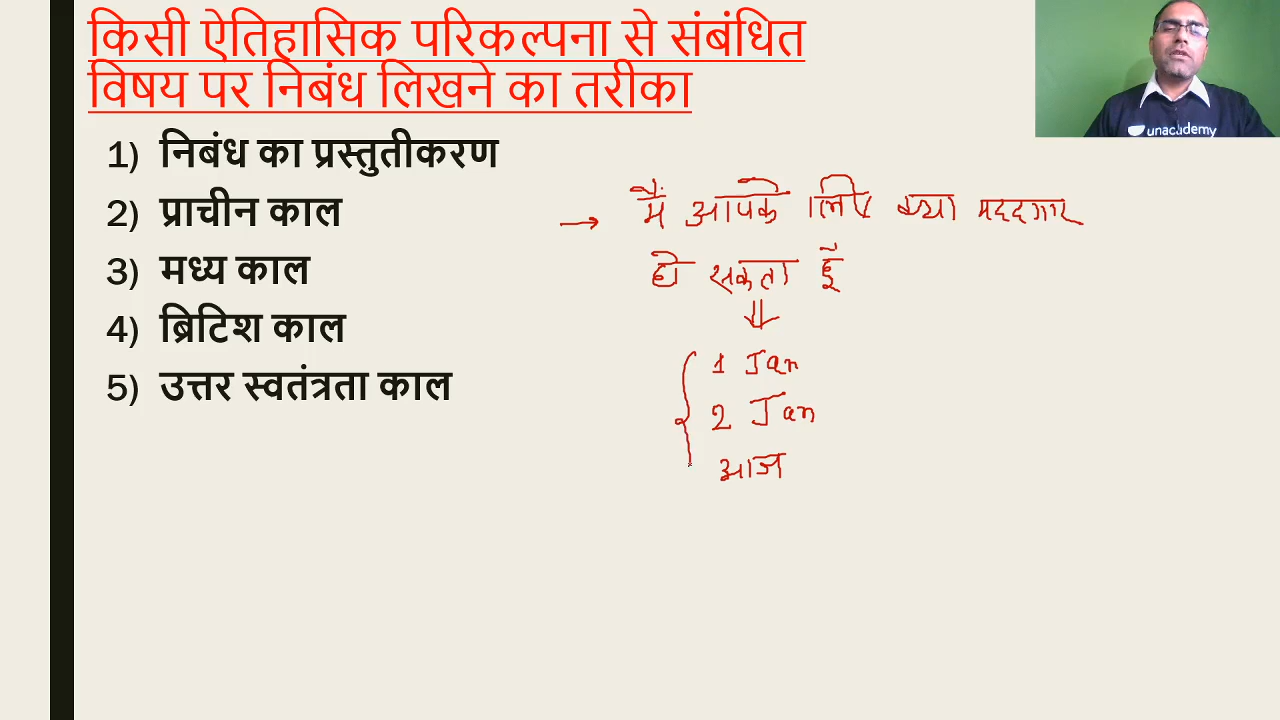 किसी ऐतिहासिक परिकल्पना से संबंधित
विषय पर निबंध लिखने का तरीका
1) निबंध का प्रस्तुतीकरण
2) प्राचीन काल
3) मध्य काल
4) ब्रिटिश काल
5) उत्तर स्वतंत्रता काल
→ मैं आपके लिए क्या मददगार
हो सकता हूँ
1 Jan
2 Jan
आज
unacademy